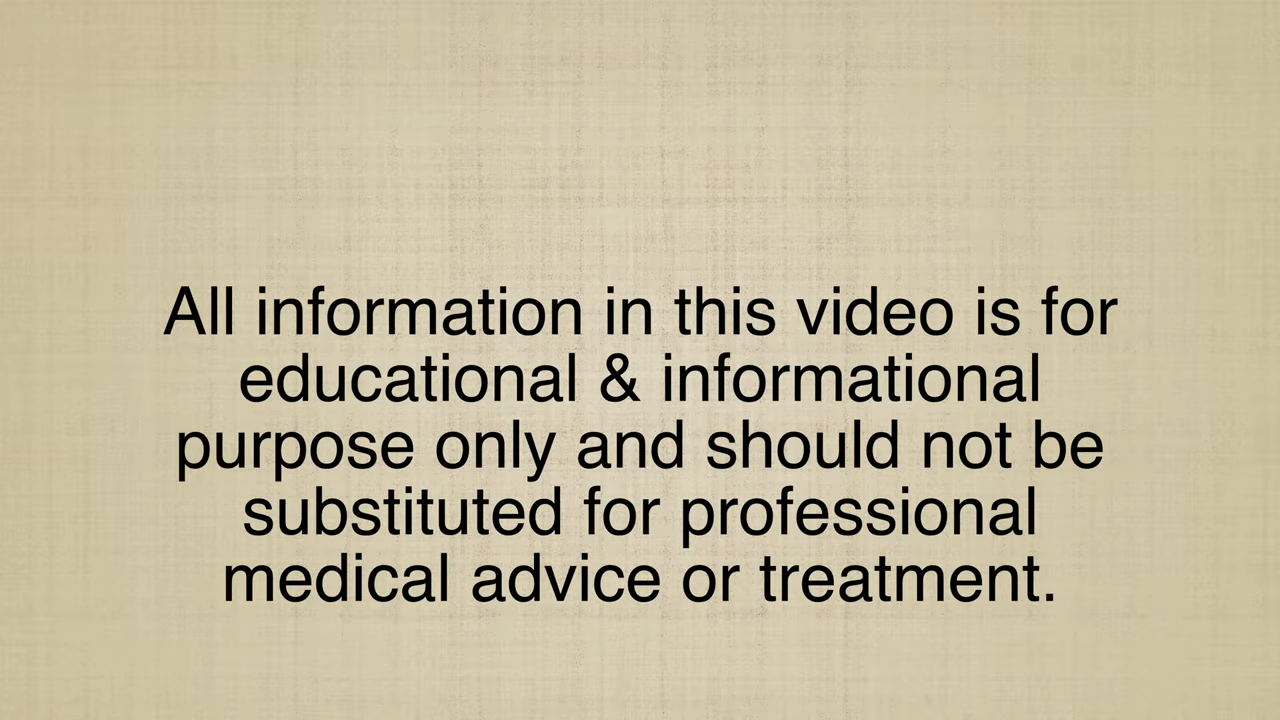 All information in this video is for
educational & informational
purpose only and should not be
substituted for professional
medical advice or treatment.